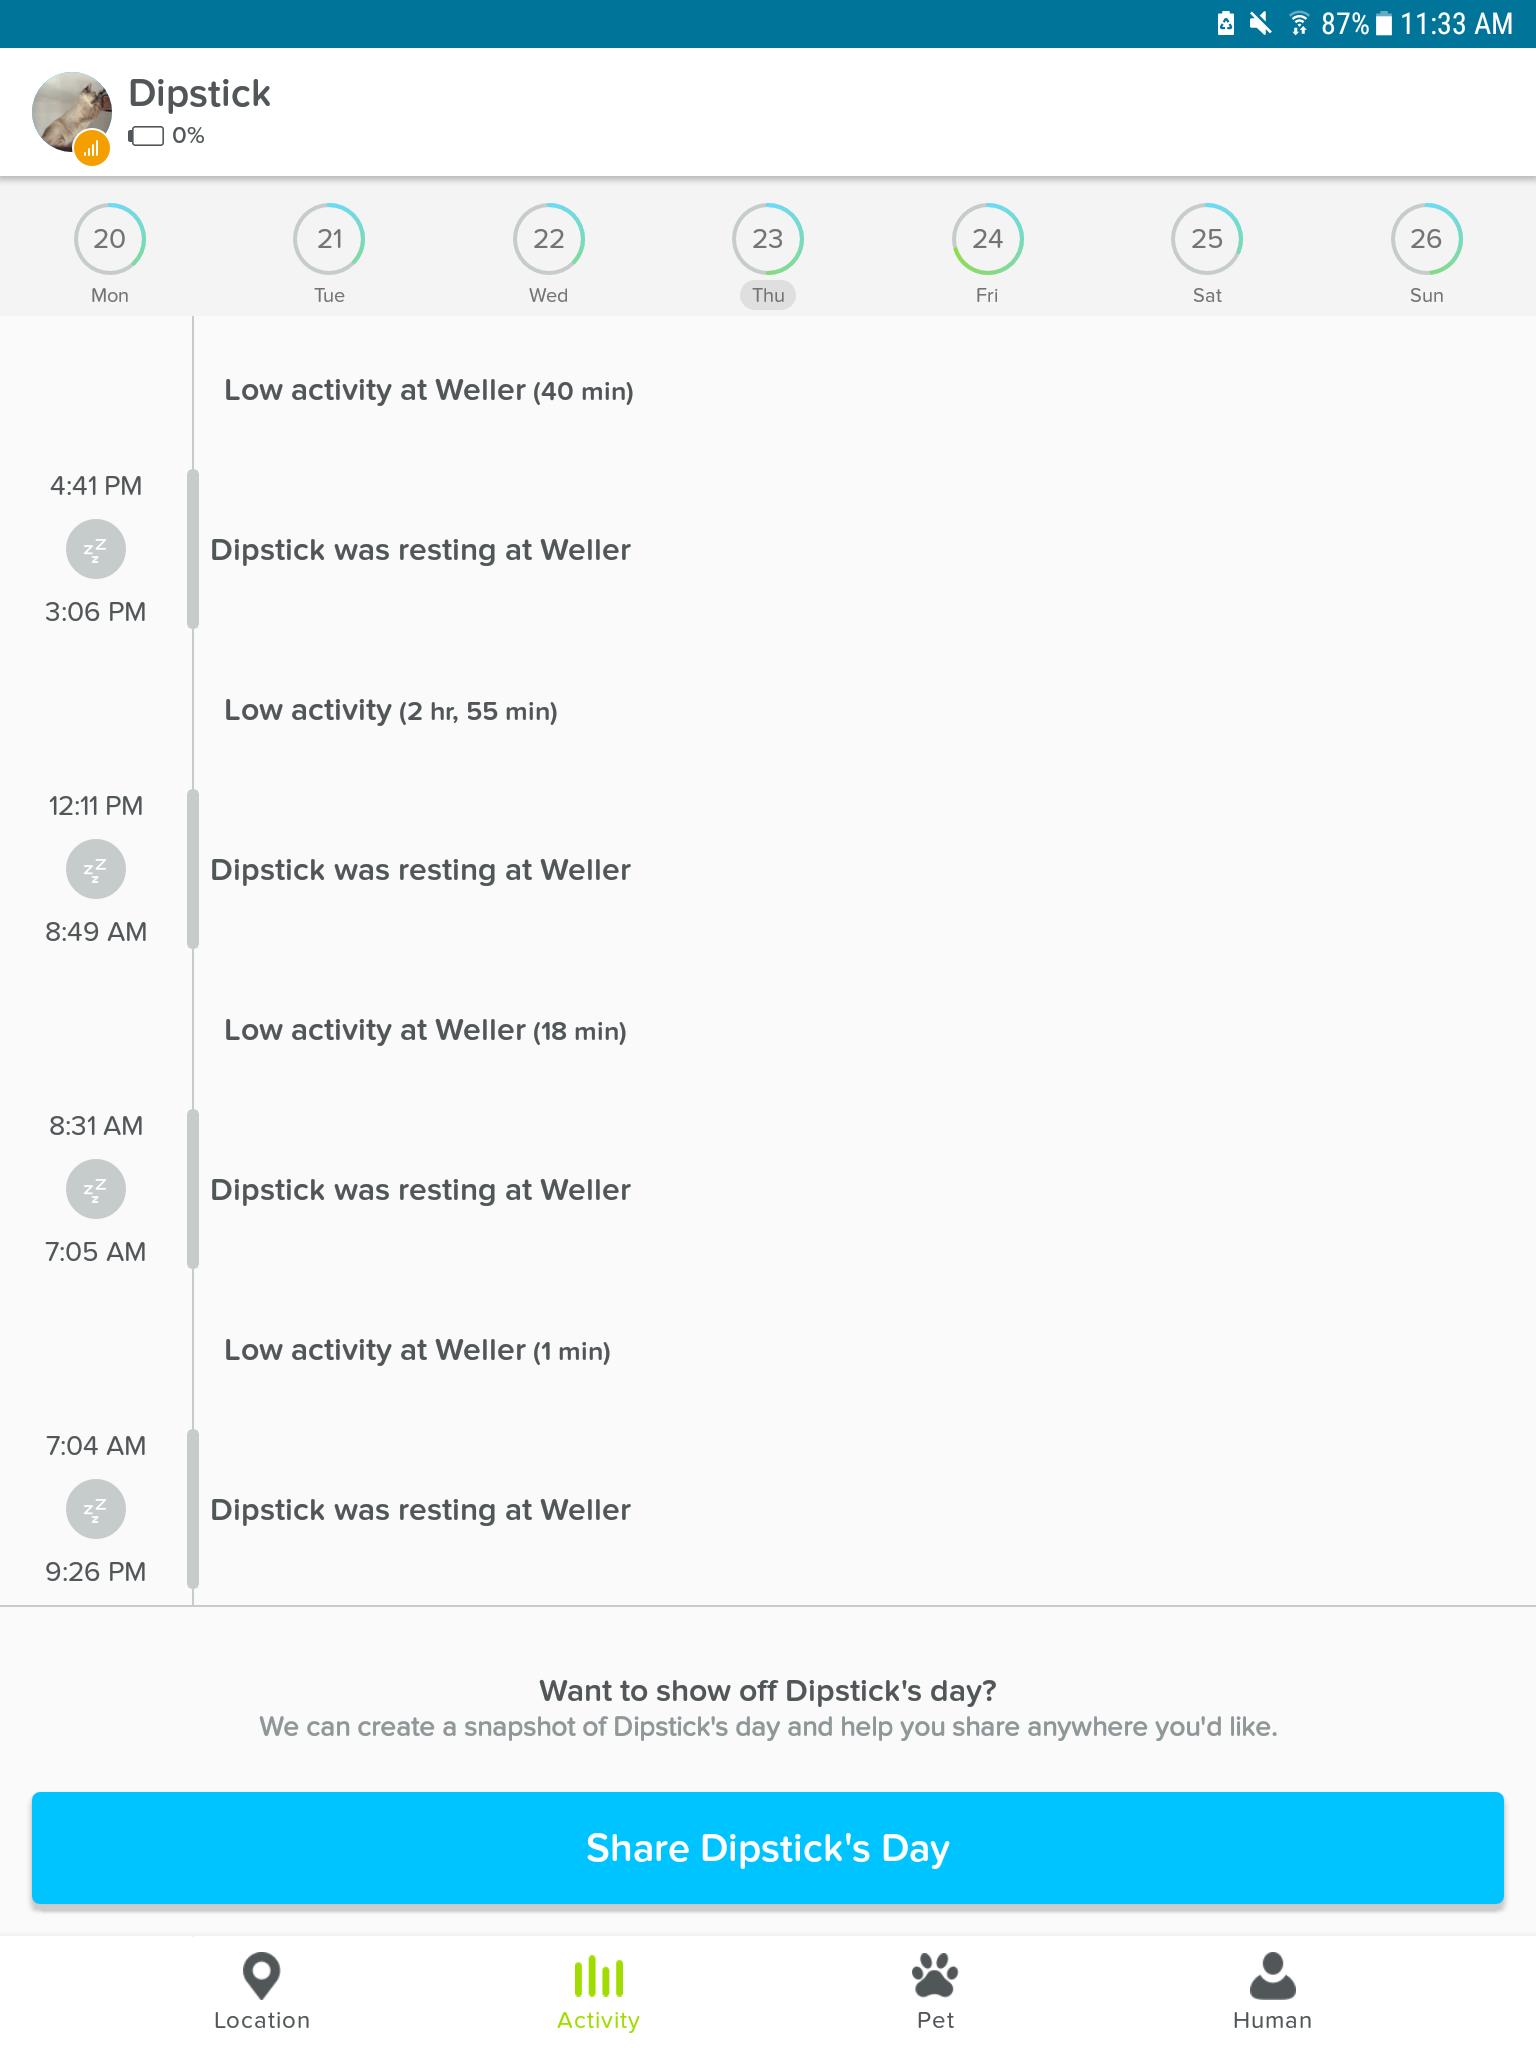 87% 11:33 AM
Dipstick
0%
20 21 22 23 24 25 26
Mon Tue Wed Thu Fri Sat Sun
Low activity at Weller (40 min)
4:41 PM
Dipstick was resting at Weller
3:06 PM
Low activity (2 hr, 55 min)
12:11 PM
Dipstick was resting at Weller
8:49 AM
Low activity at Weller (18 min)
8:31 AM
Dipstick was resting at Weller
7:05 AM
Low activity at Weller (1 min)
7:04 AM
Dipstick was resting at Weller
9:26 PM
Want to show off Dipstick's day?
We can create a snapshot of Dipstick's day and help you share anywhere you'd like.
Share Dipstick's Day
Location Activity Pet Human